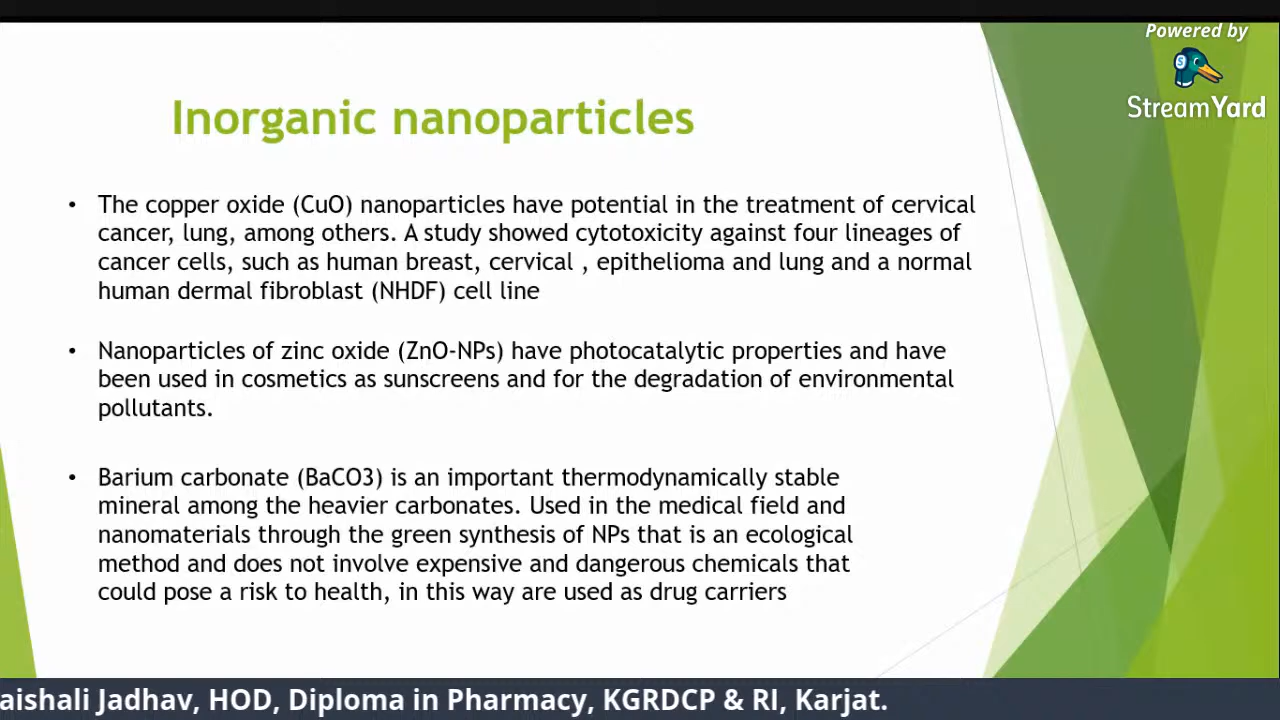 Powered by
StreamYard
Inorganic nanoparticles
• The copper oxide (CuO) nanoparticles have potential in the treatment of cervical
cancer, lung, among others. A study showed cytotoxicity against four lineages of
cancer cells, such as human breast, cervical , epithelioma and lung and a normal
human dermal fibroblast (NHDF) cell line
• Nanoparticles of zinc oxide (ZnO-NPs) have photocatalytic properties and have
been used in cosmetics as sunscreens and for the degradation of environmental
pollutants.
• Barium carbonate (BaCO3) is an important thermodynamically stable
mineral among the heavier carbonates. Used in the medical field and
nanomaterials through the green synthesis of NPs that is an ecological
method and does not involve expensive and dangerous chemicals that
could pose a risk to health, in this way are used as drug carriers
aishali Jadhav, HOD, Diploma in Pharmacy, KGRDCP & RI, Karjat.